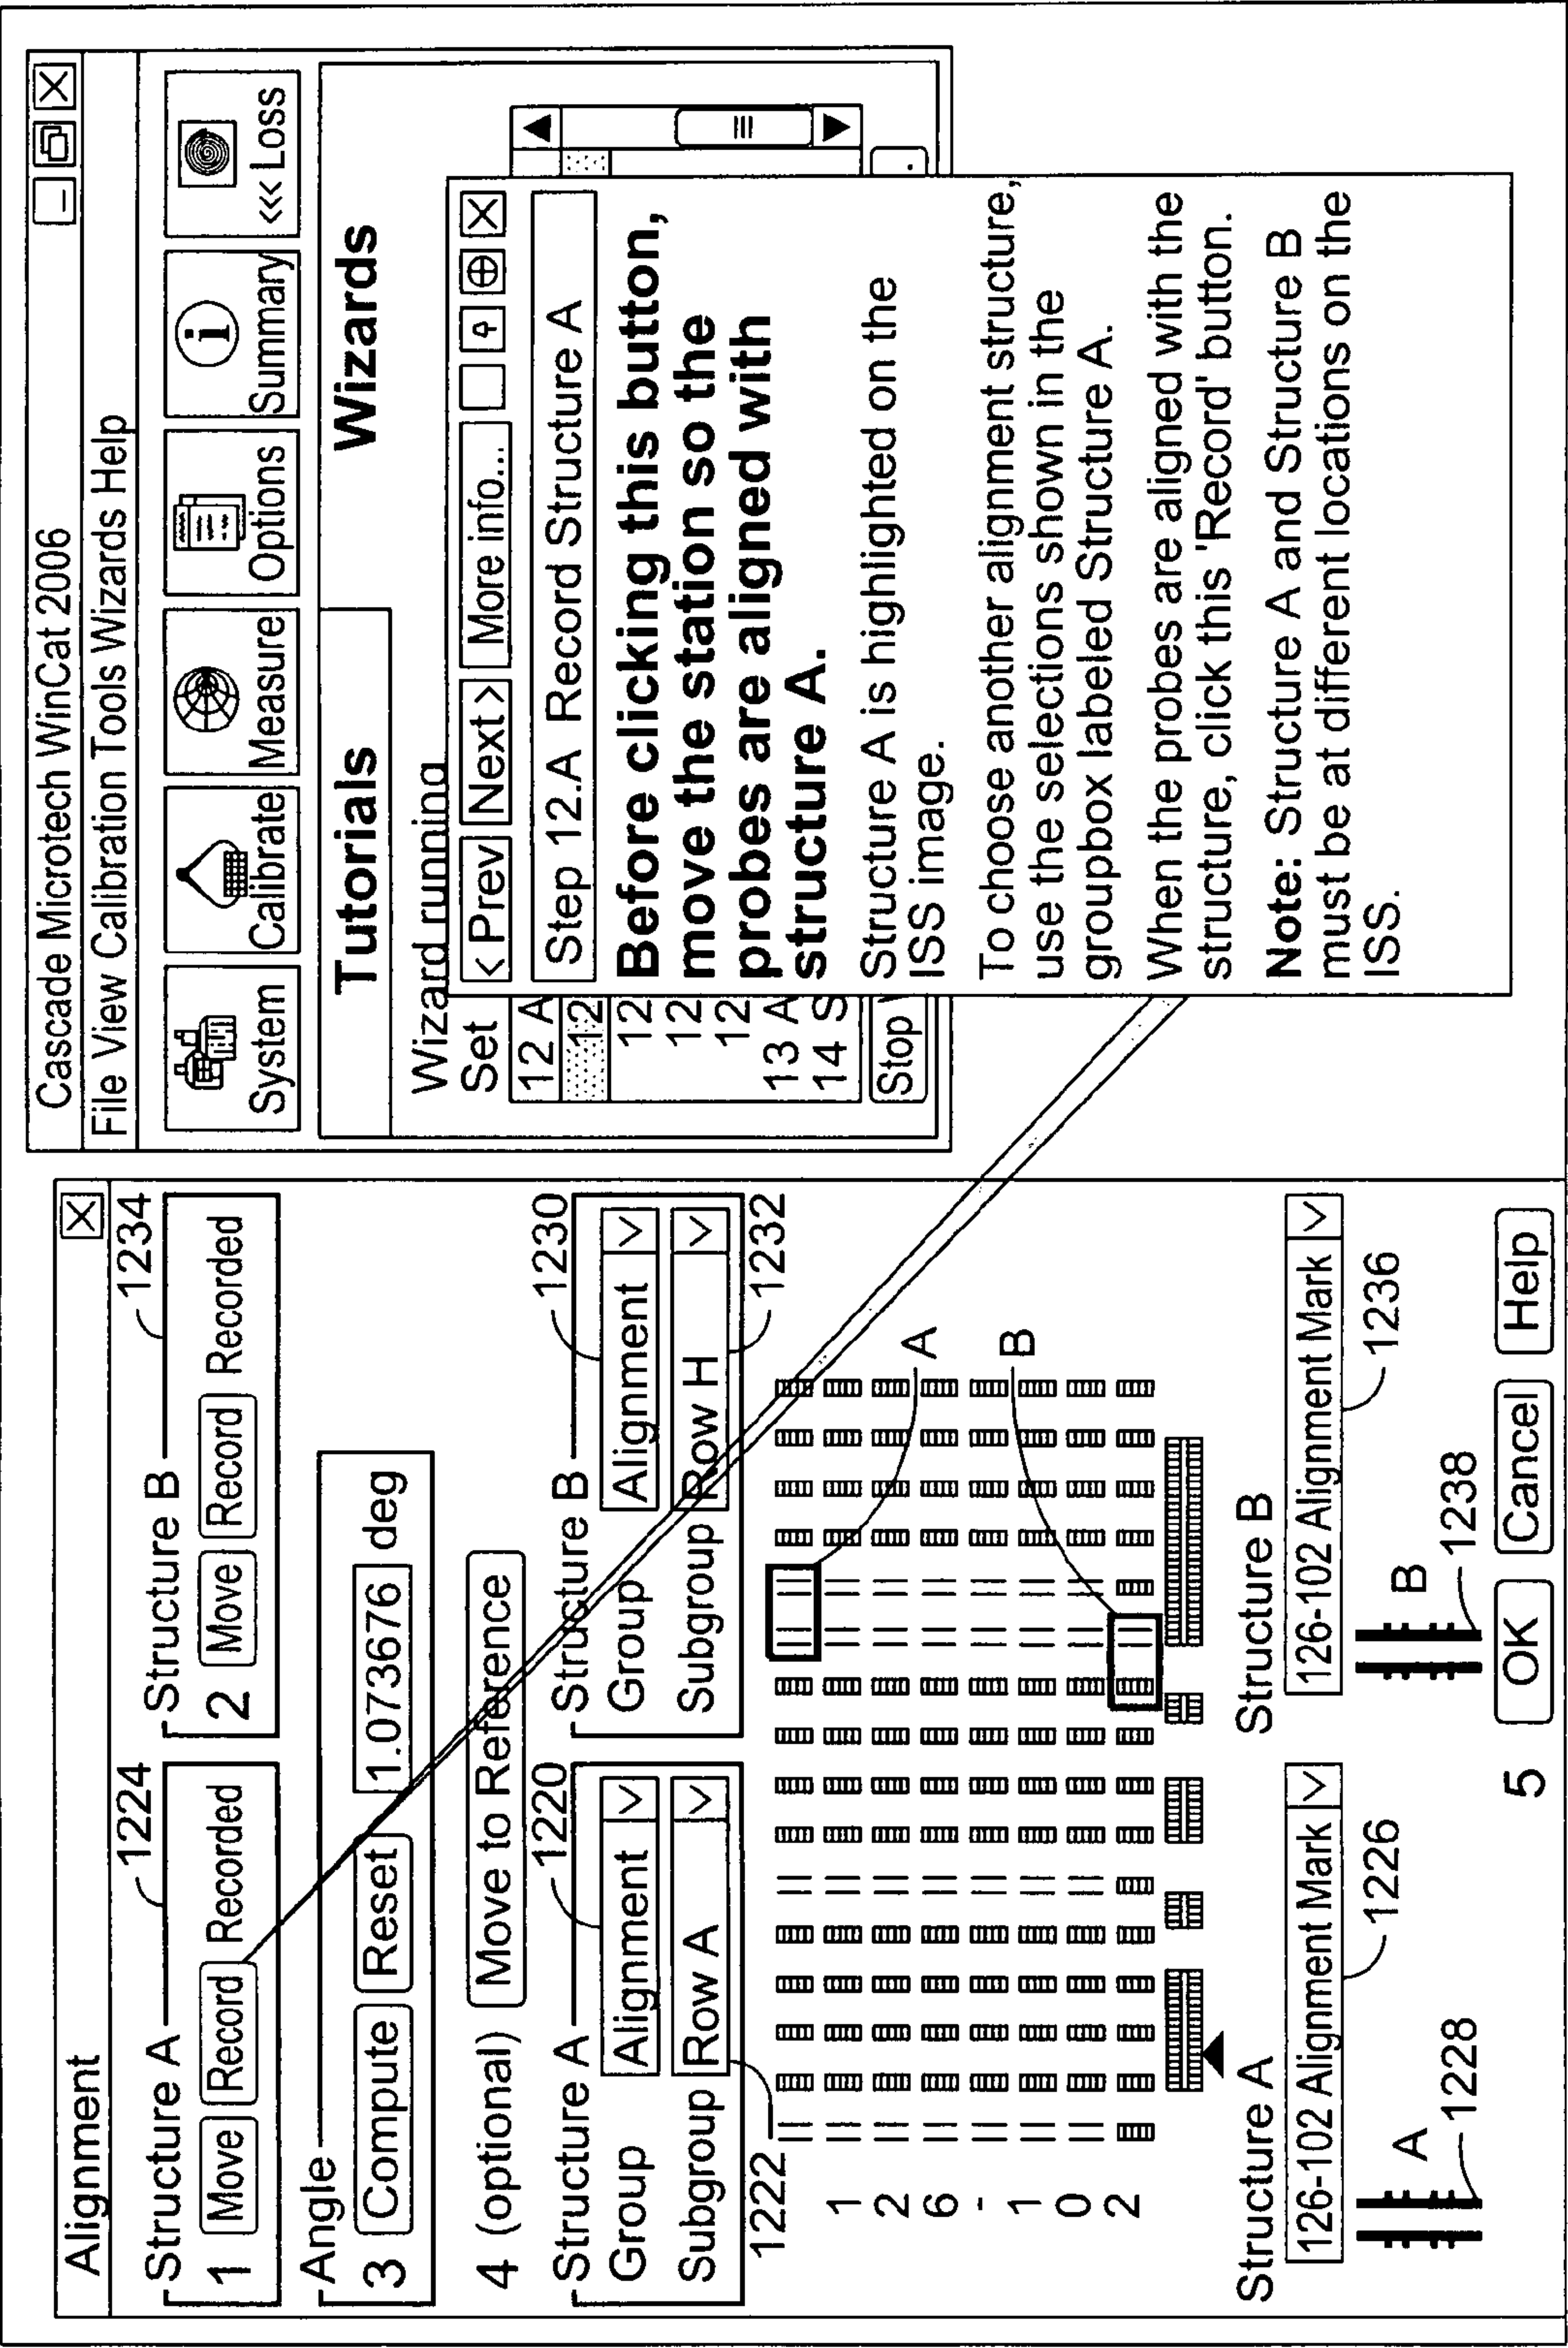 Alignment
Structure A
1224
1 Move Record Recorded
Structure B
1234
2 Move Record Recorded
Angle
3 Compute Reset 1.073676 deg
4 (optional) Move to Reference
Structure A
1220
Group Alignment
Subgroup Row A
1222
Structure B
1230
Group Alignment
Subgroup Row H
1232
1
2
6
-
1
0
2
A
B
Structure A
126-102 Alignment Mark
1226
A
1228
Structure B
126-102 Alignment Mark
1236
B
1238
5 OK Cancel Help
Cascade Microtech WinCat 2006
File View Calibration Tools Wizards Help
System Calibrate Measure Options Summary <<< Loss
Tutorials Wizards
Wizard running
Set
12 A
12
12
12
12
13 A
14 S
Stop
< Prev Next > More info...
Step 12.A Record Structure A
Before clicking this button,
move the station so the
probes are aligned with
structure A.
Structure A is highlighted on the
ISS image.
To choose another alignment structure,
use the selections shown in the
groupbox labeled Structure A.
When the probes are aligned with the
structure, click this 'Record' button.
Note: Structure A and Structure B
must be at different locations on the
ISS.